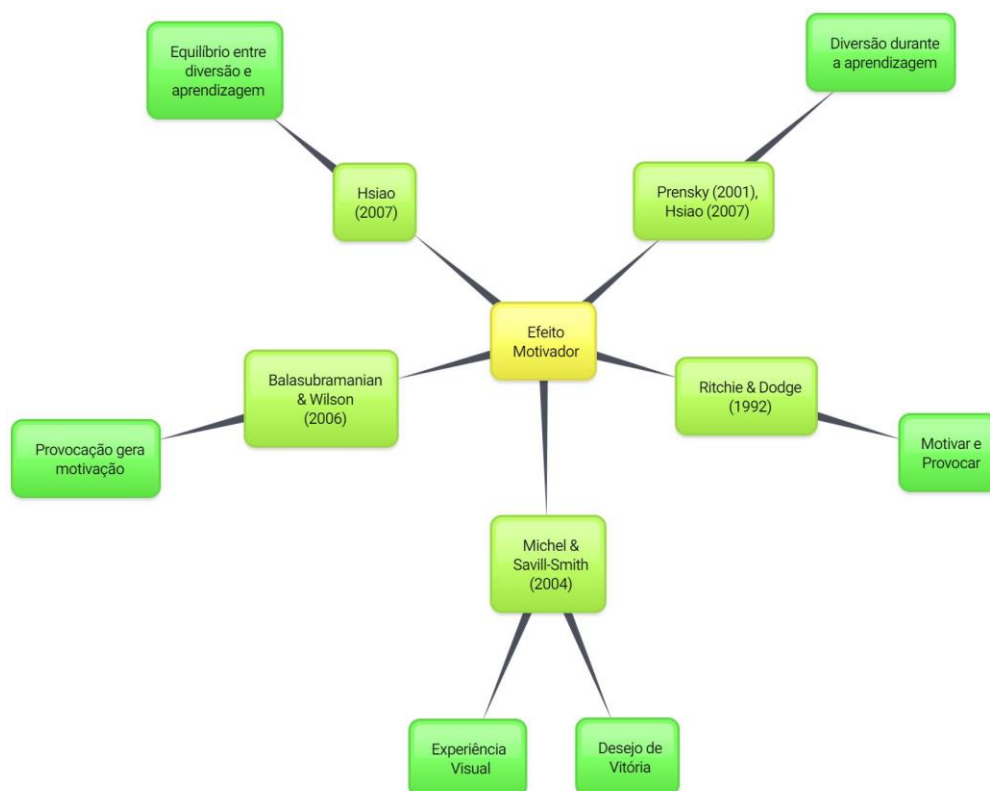 Equilíbrio entre
diversão e
aprendizagem
Diversão durante
a aprendizagem
Hsiao
(2007)
Prensky (2001),
Hsiao (2007)
Efeito
Motivador
Balasubramanian
& Wilson
(2006)
Ritchie & Dodge
(1992)
Provocação gera
motivação
Motivar e
Provocar
Michel &
Savill-Smith
(2004)
Experiência
Visual
Desejo de
Vitória